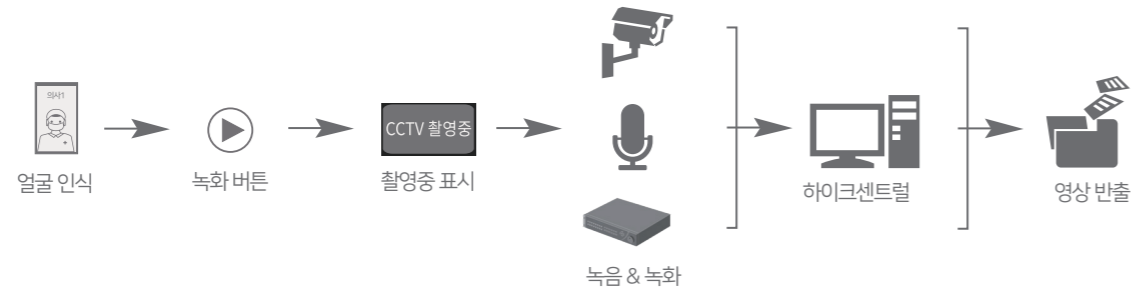 의사1
얼굴 인식
녹화 버튼
CCTV 촬영중
촬영중 표시
녹음 & 녹화
하이크센트럴
영상 반출